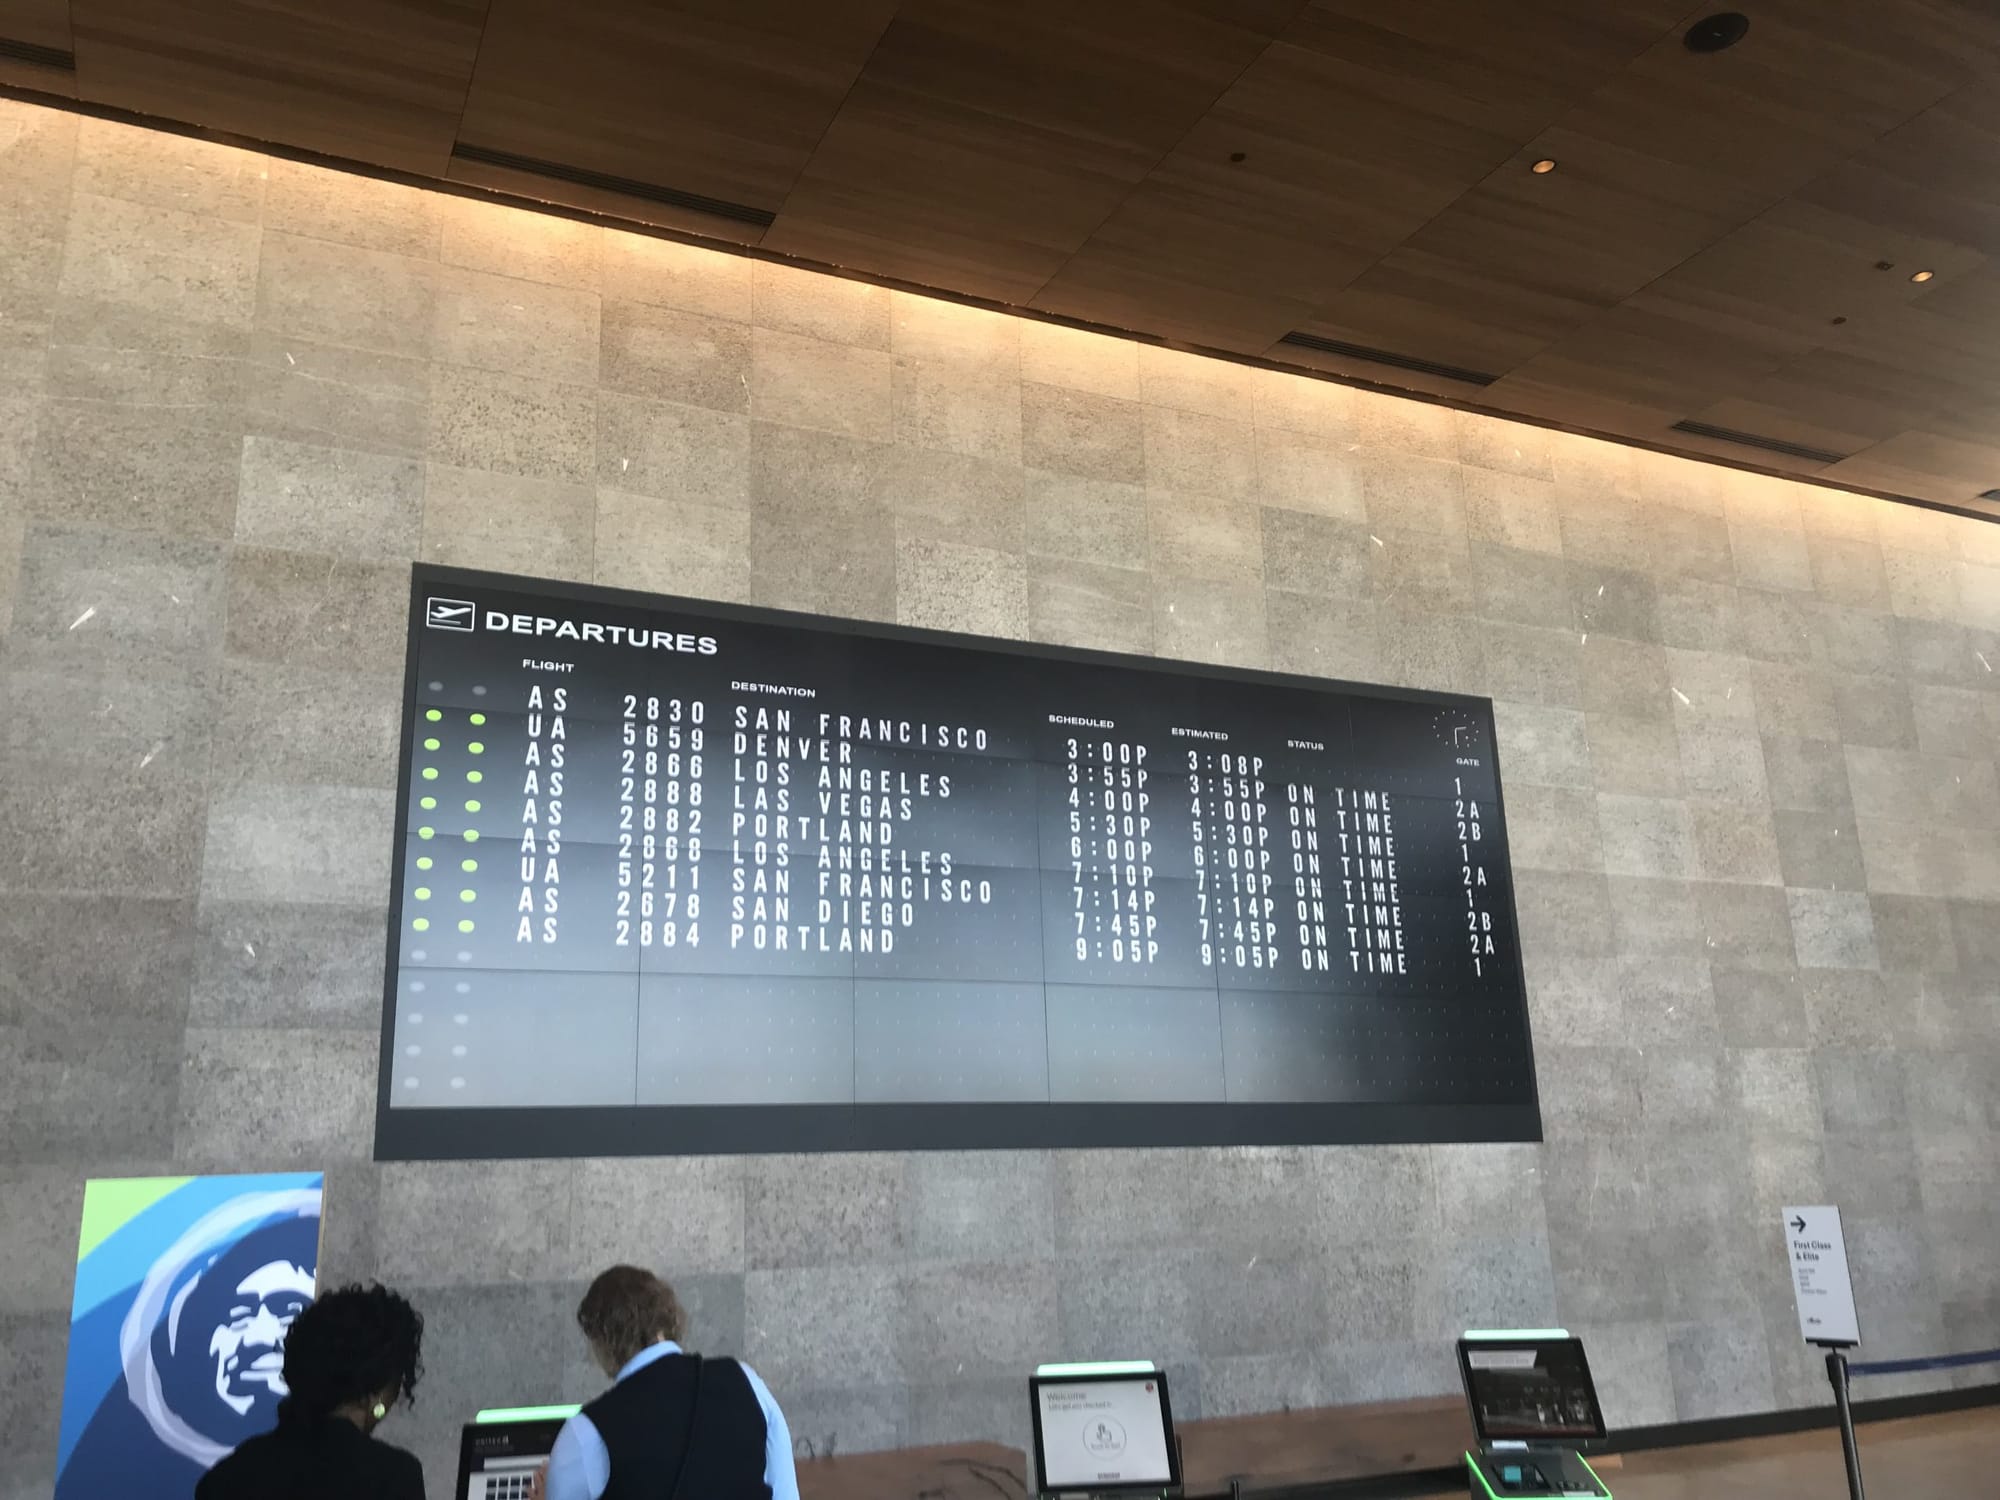 DEPARTURES
FLIGHT DESTINATION SCHEDULED ESTIMATED STATUS GATE
AS 2830 SAN FRANCISCO 3:00P 3:08P 1
UA 5659 DENVER 3:55P 3:55P ON TIME 2A
AS 2866 LOS ANGELES 4:00P 4:00P ON TIME 2B
AS 2888 LAS VEGAS 5:30P 5:30P ON TIME 1
AS 2882 PORTLAND 6:00P 6:00P ON TIME 2A
AS 2868 LOS ANGELES 7:10P 7:10P ON TIME 1
UA 5211 SAN FRANCISCO 7:14P 7:14P ON TIME 2B
AS 2678 SAN DIEGO 7:45P 7:45P ON TIME 2A
AS 2884 PORTLAND 9:05P 9:05P ON TIME 1
First Class
& Elite
Welcome